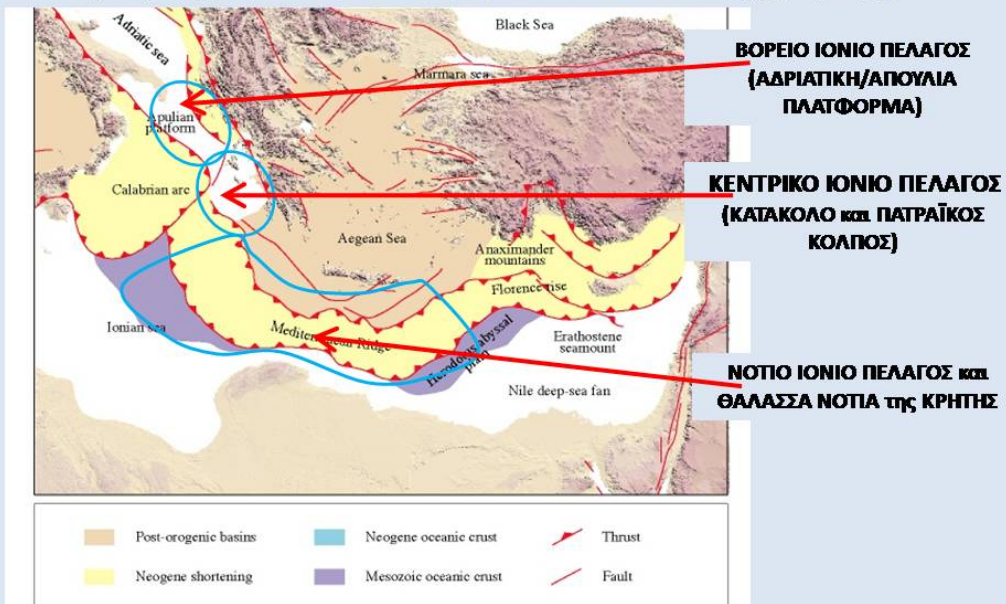 Black Sea
Adriatic sea
Marmara sea
Apulian
platform
Calabrian arc
Aegean Sea
Anaximander
mountains
Florence rise
Ionian sea
Mediterranean Ridge
Herodotus abyssal
plain
Erathostene
seamount
Nile deep-sea fan
ΒΟΡΕΙΟ ΙΟΝΙΟ ΠΕΛΑΓΟΣ
(ΑΔΡΙΑΤΙΚΗ/ΑΠΟΥΛΙΑ
ΠΛΑΤΦΟΡΜΑ)
ΚΕΝΤΡΙΚΟ ΙΟΝΙΟ ΠΕΛΑΓΟΣ
(ΚΑΤΑΚΟΛΟ και ΠΑΤΡΑΪΚΟΣ
ΚΟΛΠΟΣ)
ΝΟΤΙΟ ΙΟΝΙΟ ΠΕΛΑΓΟΣ και
ΘΑΛΑΣΣΑ ΝΟΤΙΑ της ΚΡΗΤΗΣ
Post-orogenic basins
Neogene oceanic crust
Thrust
Neogene shortening
Mesozoic oceanic crust
Fault